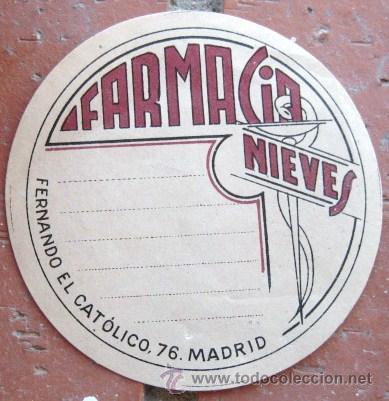 FARMACia
NIEVES
FERNANDO EL CATÓLICO, 76. MADRID
www.todocoleccion.net